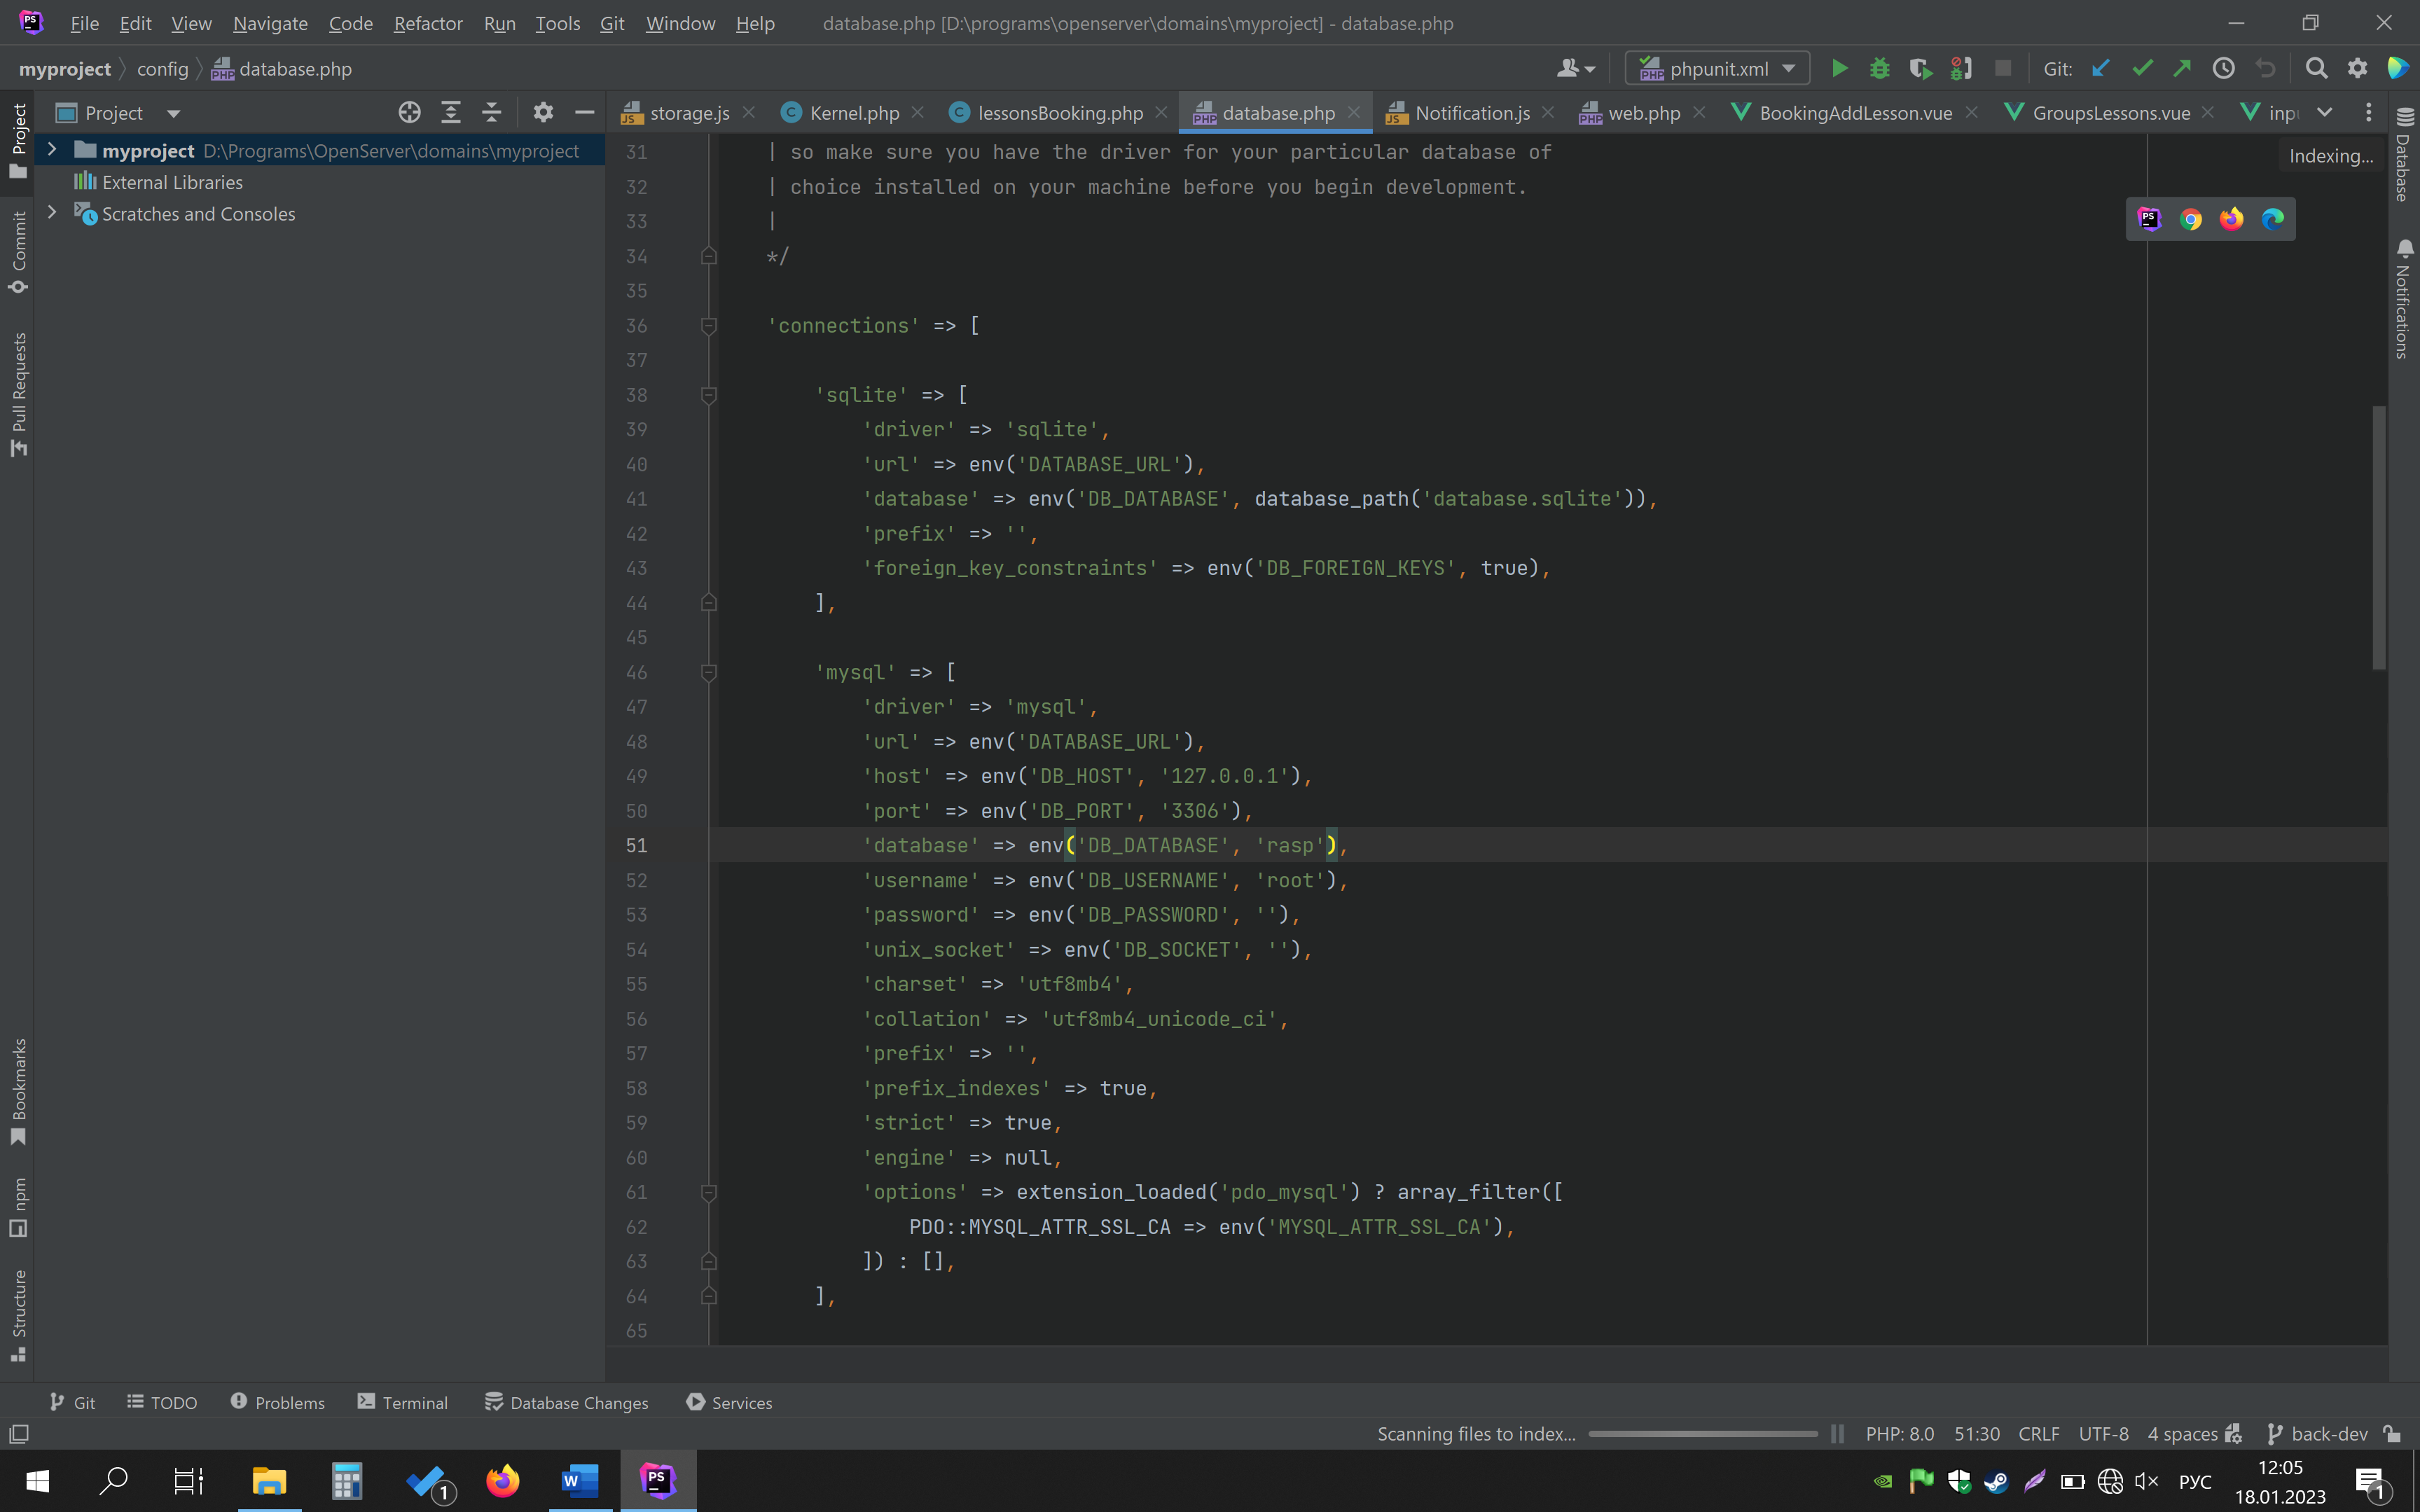 PS File Edit View Navigate Code Refactor Run Tools Git Window Help database.php [D:\programs\openserver\domains\myproject] - database.php
myproject config database.php phpunit.xml Git:
Project storage.js Kernel.php lessonsBooking.php database.php Notification.js web.php BookingAddLesson.vue GroupsLessons.vue inp
myproject D:\Programs\OpenServer\domains\myproject
External Libraries
Scratches and Consoles
Project
Commit
Pull Requests
Bookmarks
npm
Structure
Indexing...
Database
Notifications
31 | so make sure you have the driver for your particular database of
32 | choice installed on your machine before you begin development.
33 |
34 */
35
36 'connections' => [
37
38 'sqlite' => [
39 'driver' => 'sqlite',
40 'url' => env('DATABASE_URL'),
41 'database' => env('DB_DATABASE', database_path('database.sqlite')),
42 'prefix' => '',
43 'foreign_key_constraints' => env('DB_FOREIGN_KEYS', true),
44 ],
45
46 'mysql' => [
47 'driver' => 'mysql',
48 'url' => env('DATABASE_URL'),
49 'host' => env('DB_HOST', '127.0.0.1'),
50 'port' => env('DB_PORT', '3306'),
51 'database' => env('DB_DATABASE', 'rasp'),
52 'username' => env('DB_USERNAME', 'root'),
53 'password' => env('DB_PASSWORD', ''),
54 'unix_socket' => env('DB_SOCKET', ''),
55 'charset' => 'utf8mb4',
56 'collation' => 'utf8mb4_unicode_ci',
57 'prefix' => '',
58 'prefix_indexes' => true,
59 'strict' => true,
60 'engine' => null,
61 'options' => extension_loaded('pdo_mysql') ? array_filter([
62 PDO::MYSQL_ATTR_SSL_CA => env('MYSQL_ATTR_SSL_CA'),
63 ]) : [],
64 ],
65
Git TODO Problems Terminal Database Changes Services
Scanning files to index... PHP: 8.0 51:30 CRLF UTF-8 4 spaces back-dev
1 W PS РУС 12:05 1
18.01.2023